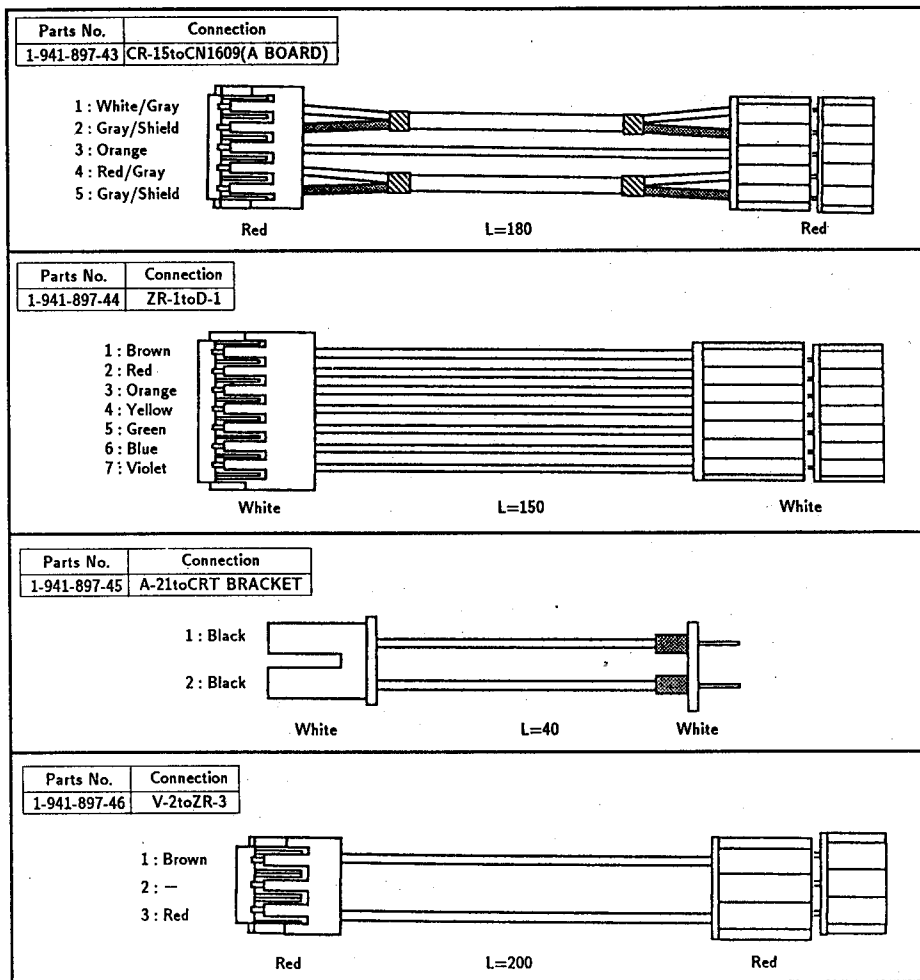 Parts No. Connection
1-941-897-43 CR-15toCN1609(A BOARD)
1 : White/Gray
2 : Gray/Shield
3 : Orange
4 : Red/Gray
5 : Gray/Shield
Red L=180 Red
Parts No. Connection
1-941-897-44 ZR-1toD-1
1 : Brown
2 : Red
3 : Orange
4 : Yellow
5 : Green
6 : Blue
7 : Violet
White L=150 White
Parts No. Connection
1-941-897-45 A-21toCRT BRACKET
1 : Black
2 : Black
White L=40 White
Parts No. Connection
1-941-897-46 V-2toZR-3
1 : Brown
2 : —
3 : Red
Red L=200 Red